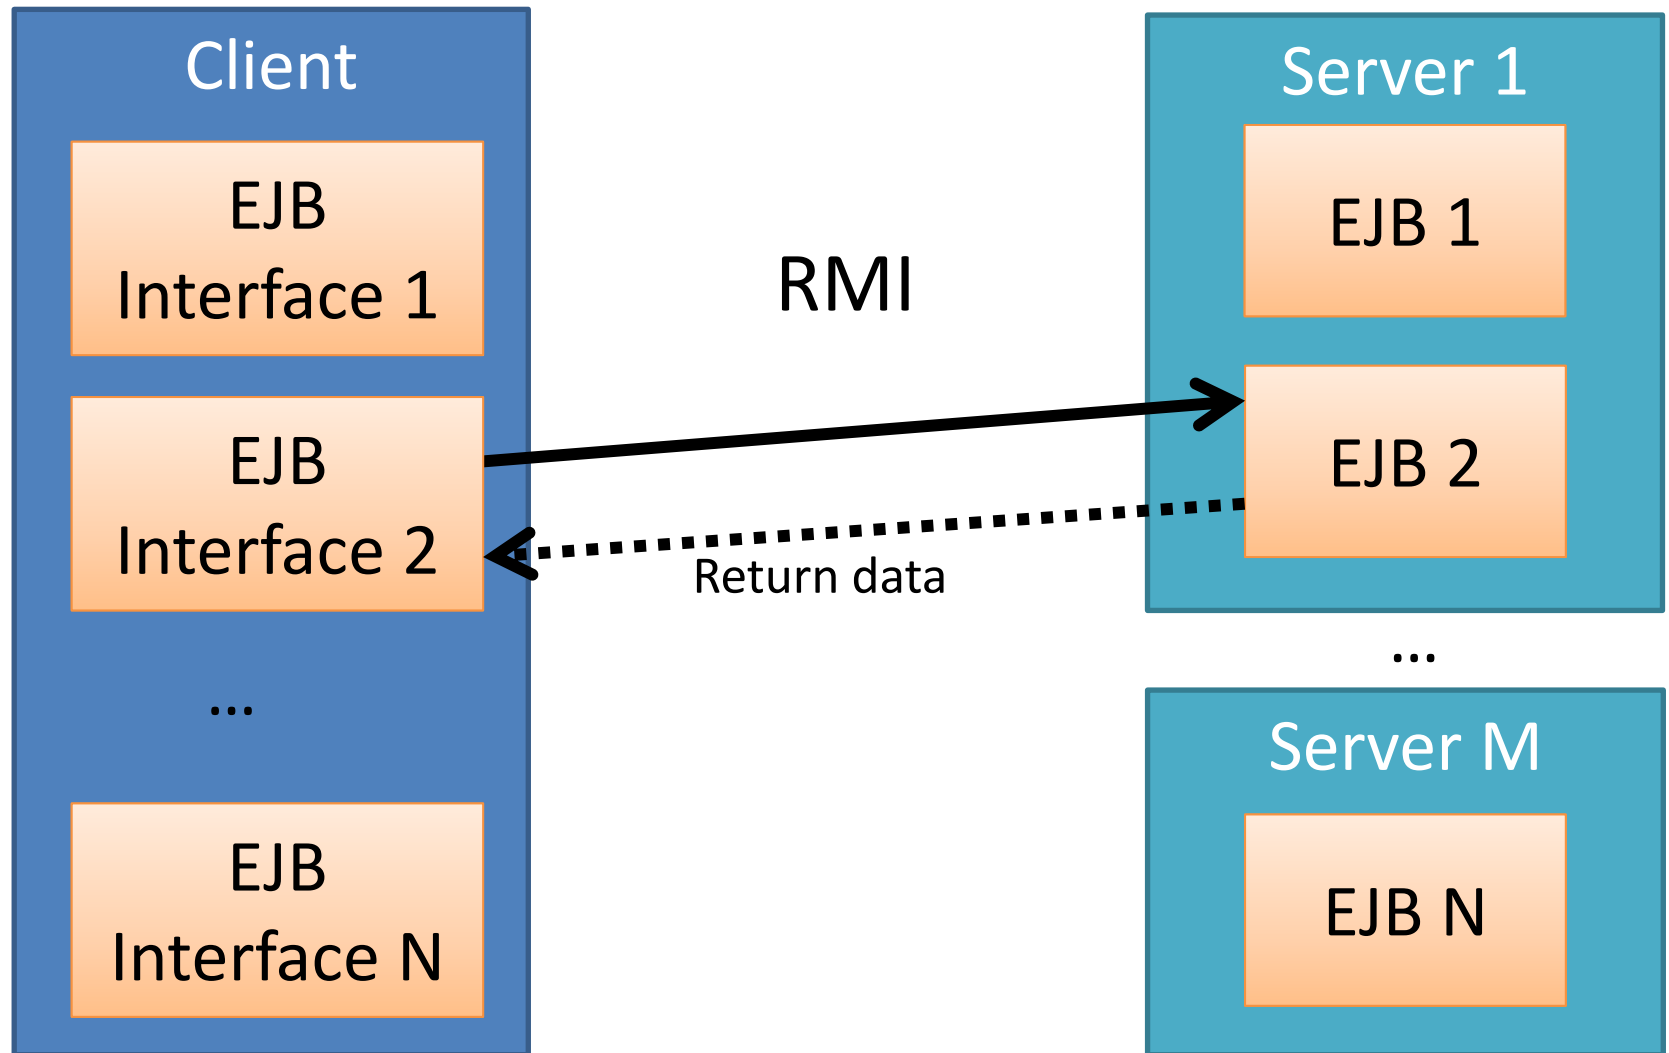 Client
EJB
Interface 1
EJB
Interface 2
...
EJB
Interface N
RMI
Return data
Server 1
EJB 1
EJB 2
...
Server M
EJB N